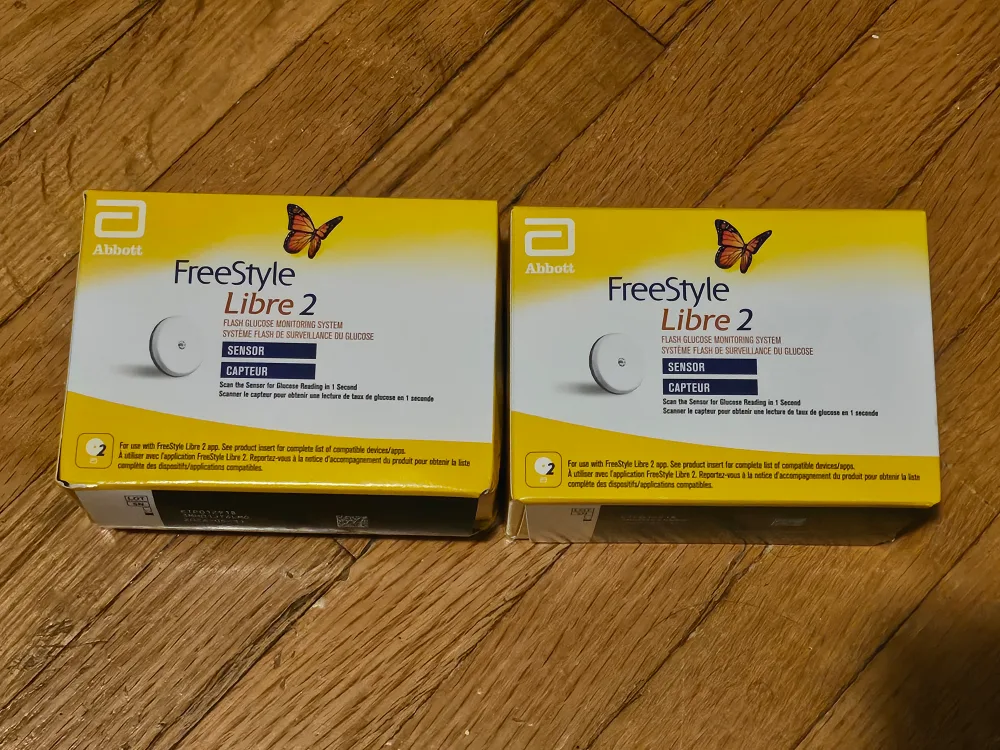 Abbott
FreeStyle
Libre 2
FLASH GLUCOSE MONITORING SYSTEM
SYSTÈME FLASH DE SURVEILLANCE DU GLUCOSE
SENSOR
CAPTEUR
Scan the Sensor for Glucose Reading in 1 Second
Scanner le capteur pour obtenir une lecture de taux de glucose en 1 seconde
2
For use with FreeStyle Libre 2 app. See product insert for complete list of compatible devices/apps.
À utiliser avec l'application FreeStyle Libre 2. Reportez-vous à la notice d'accompagnement du produit pour obtenir la liste
complète des dispositifs/applications compatibles.
LOT
SN
Abbott
FreeStyle
Libre 2
FLASH GLUCOSE MONITORING SYSTEM
SYSTÈME FLASH DE SURVEILLANCE DU GLUCOSE
SENSOR
CAPTEUR
Scan the Sensor for Glucose Reading in 1 Second
Scanner le capteur pour obtenir une lecture de taux de glucose en 1 seconde
2
For use with FreeStyle Libre 2 app. See product insert for complete list of compatible devices/apps.
À utiliser avec l'application FreeStyle Libre 2. Reportez-vous à la notice d'accompagnement du produit pour obtenir la liste
complète des dispositifs/applications compatibles.